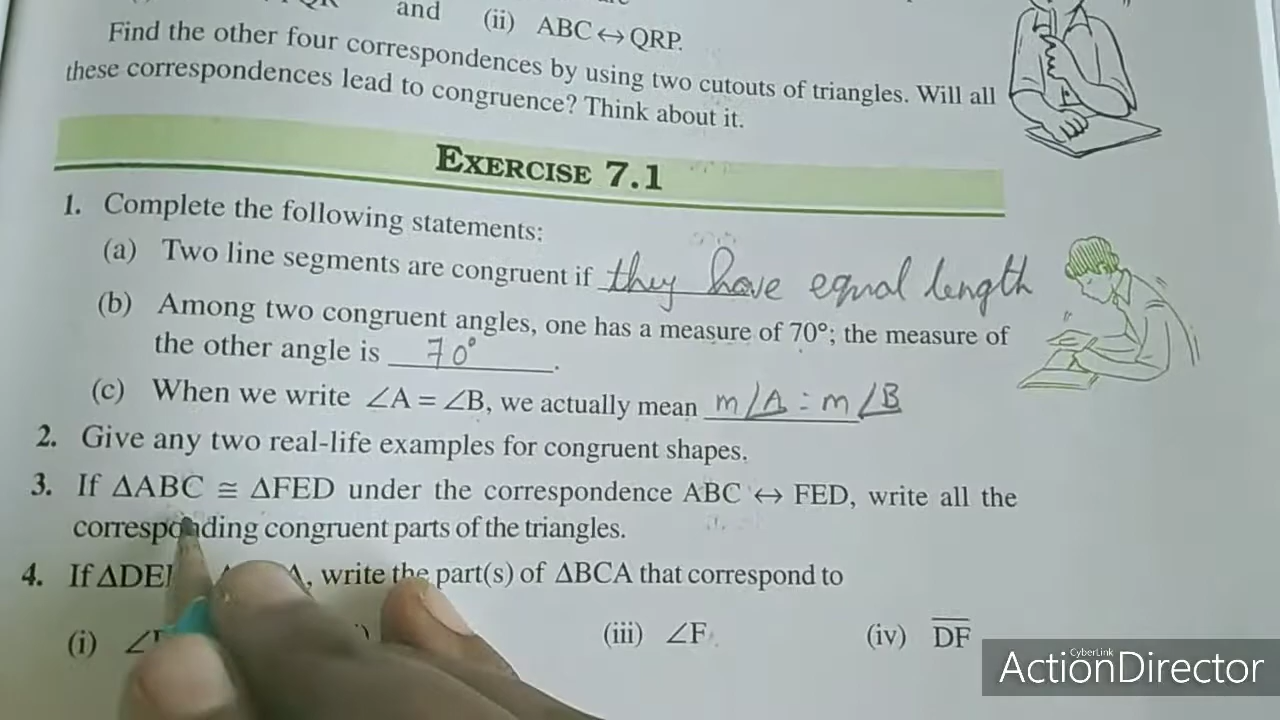 and (ii) ABC ↔ QRP.
Find the other four correspondences by using two cutouts of triangles. Will all
these correspondences lead to congruence? Think about it.
EXERCISE 7.1
1. Complete the following statements:
(a) Two line segments are congruent if they have equal length
(b) Among two congruent angles, one has a measure of 70°; the measure of
the other angle is 70°.
(c) When we write ∠A = ∠B, we actually mean m∠A = m∠B
2. Give any two real-life examples for congruent shapes.
3. If ΔABC ≅ ΔFED under the correspondence ABC ↔ FED, write all the
corresponding congruent parts of the triangles.
4. If write the part(s) of ΔBCA that correspond to
(i) (iii) ∠F (iv) DF
CyberLink
ActionDirector